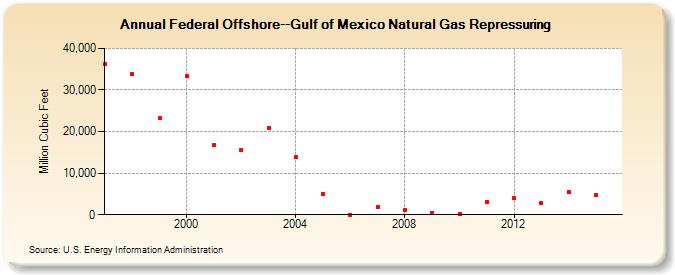 Annual Federal Offshore--Gulf of Mexico Natural Gas Repressuring
Million Cubic Feet
40,000
30,000
20,000
10,000
0
2000 2004 2008 2012
Source: U.S. Energy Information Administration